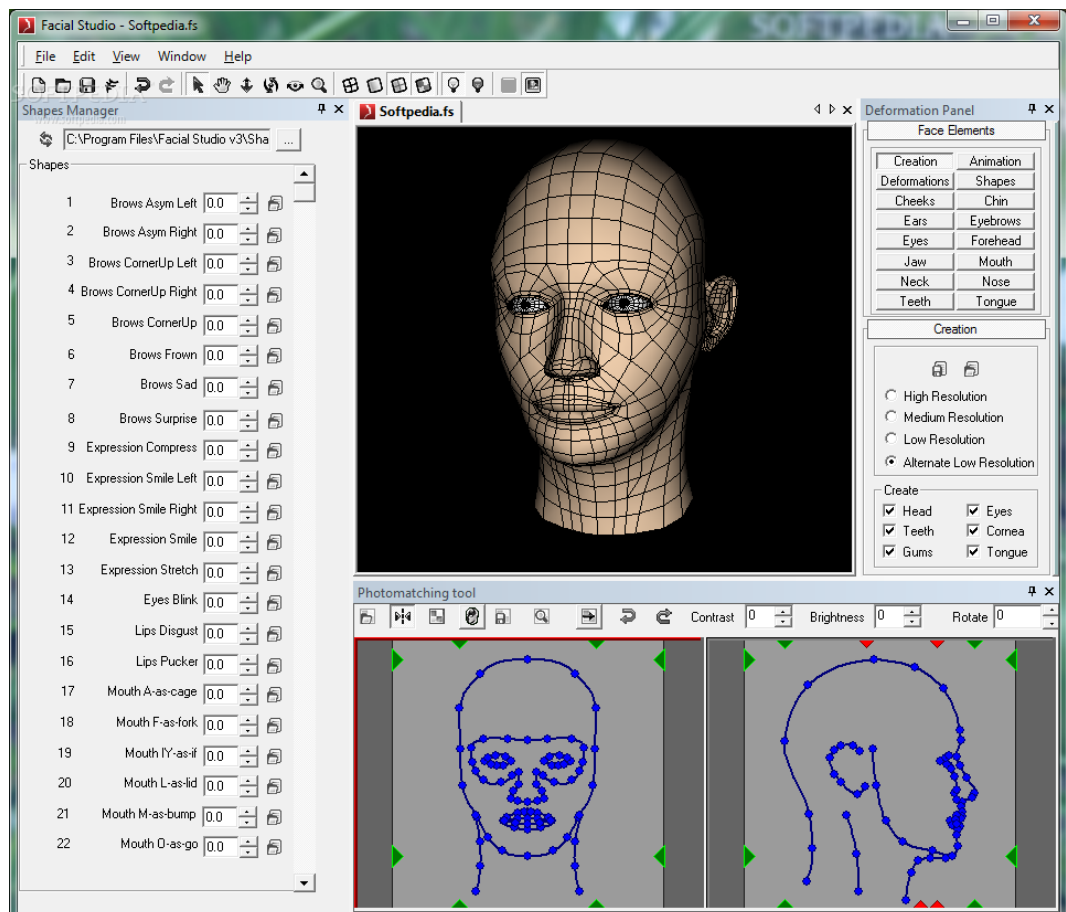 Facial Studio - Softpedia.fs
SOFTPEDIA
File Edit View Window Help
SOFTPEDIA
www.softpedia.com
Shapes Manager
C:\Program Files\Facial Studio v3\Sha
...
Shapes
1 Brows Asym Left 0.0
2 Brows Asym Right 0.0
3 Brows CornerUp Left 0.0
4 Brows CornerUp Right 0.0
5 Brows CornerUp 0.0
6 Brows Frown 0.0
7 Brows Sad 0.0
8 Brows Surprise 0.0
9 Expression Compress 0.0
10 Expression Smile Left 0.0
11 Expression Smile Right 0.0
12 Expression Smile 0.0
13 Expression Stretch 0.0
14 Eyes Blink 0.0
15 Lips Disgust 0.0
16 Lips Pucker 0.0
17 Mouth A-as-cage 0.0
18 Mouth F-as-fork 0.0
19 Mouth IY-as-if 0.0
20 Mouth L-as-lid 0.0
21 Mouth M-as-bump 0.0
22 Mouth O-as-go 0.0
Softpedia.fs
Deformation Panel
Face Elements
Creation Animation
Deformations Shapes
Cheeks Chin
Ears Eyebrows
Eyes Forehead
Jaw Mouth
Neck Nose
Teeth Tongue
Creation
High Resolution
Medium Resolution
Low Resolution
Alternate Low Resolution
Create
Head Eyes
Teeth Cornea
Gums Tongue
Photomatching tool
Contrast 0 Brightness 0 Rotate 0